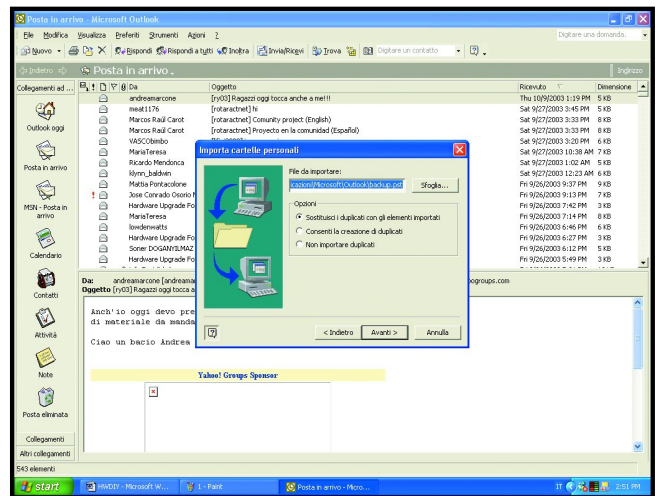 Posta in arrivo - Microsoft Outlook
File Modifica Visualizza Preferiti Strumenti Azioni ? Digitare una domanda.
Nuovo Rispondi Rispondi a tutti Inoltra Invia/Ricevi Trova Digitare un contatto
Indietro Posta in arrivo Indirizzo
Collegamenti ad ...
Outlook oggi
Posta in arrivo
MSN - Posta in arrivo
Calendario
Contatti
Attività
Note
Posta eliminata
Collegamenti
Altri collegamenti
Da Oggetto Ricevuto Dimensione
andreamarcone [ry03] Ragazzi oggi tocca anche a me!!! Thu 10/9/2003 1:19 PM 5 KB
meat1176 [rotaractnet] hi Sat 9/27/2003 3:45 PM 5 KB
Marcos Raúl Carot [rotaractnet] Comunity project (English) Sat 9/27/2003 3:33 PM 8 KB
Marcos Raúl Carot [rotaractnet] Proyecto en la comunidad (Español) Sat 9/27/2003 3:33 PM 8 KB
VASCObimbo Sat 9/27/2003 3:20 PM 6 KB
MariaTeresa Sat 9/27/2003 10:38 AM 7 KB
Ricardo Mendonca Sat 9/27/2003 1:02 AM 5 KB
klynn_baldwin Sat 9/27/2003 12:23 AM 6 KB
Mattia Pontacolone Fri 9/26/2003 9:37 PM 9 KB
Jose Conrado Osorio Fri 9/26/2003 9:13 PM 7 KB
Hardware Upgrade Fo Fri 9/26/2003 7:42 PM 3 KB
MariaTeresa Fri 9/26/2003 7:14 PM 8 KB
lowdenwatts Fri 9/26/2003 6:46 PM 6 KB
Hardware Upgrade Fo Fri 9/26/2003 6:27 PM 3 KB
Soner DOGANYILMAZ Fri 9/26/2003 6:12 PM 5 KB
Hardware Upgrade Fo Fri 9/26/2003 5:49 PM 3 KB
Importa cartelle personali
File da importare:
icazioni\Microsoft\Outlook\backup.pst Sfoglia...
Opzioni
Sostituisci i duplicati con gli elementi importati
Consenti la creazione di duplicati
Non importare duplicati
< Indietro Avanti > Annulla
Da: andreamarcone [andreamar oogroups.com
Oggetto [ry03] Ragazzi oggi tocca a
Anch'io oggi devo pre
di materiale da manda
Ciao un bacio Andrea
Yahoo! Groups Sponsor
543 elementi
start HWDIY - Microsoft W... 1 - Paint Posta in arrivo - Micro... IT 2:51 PM